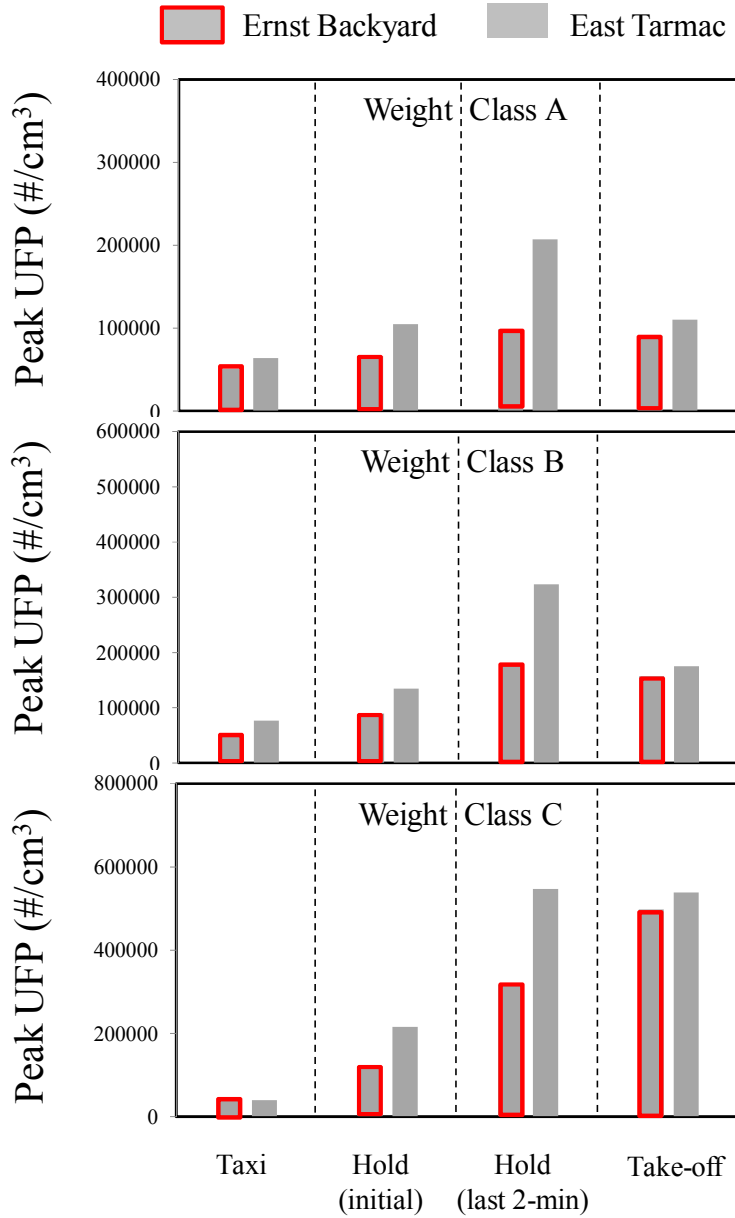 Ernst Backyard East Tarmac
Peak UFP (#/cm³)
400000
300000
200000
100000
0
Weight Class A
Peak UFP (#/cm³)
600000
500000
400000
300000
200000
100000
0
Weight Class B
Peak UFP (#/cm³)
800000
600000
400000
200000
0
Weight Class C
Taxi Hold Hold Take-off
(initial) (last 2-min)